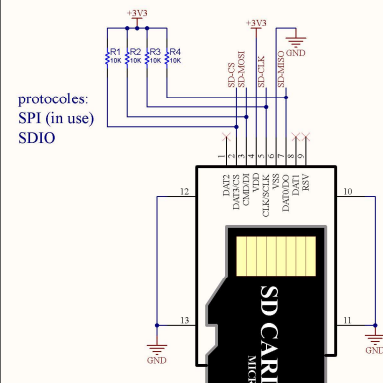 +3V3
+3V3
GND
R1 R2 R3 R4
10K 10K 10K 10K
SD-CS
SD-MOSI
SD-CLK
SD-MISO
protocoles:
SPI (in use)
SDIO
1 2 3 4 5 6 7 8 9
DAT2
DAT3/CS
CMD/DI
VDD
CLK/SCLK
VSS
DAT0/DO
DAT1
RSV
12
10
13
11
GND
GND
SD CAR
MICR